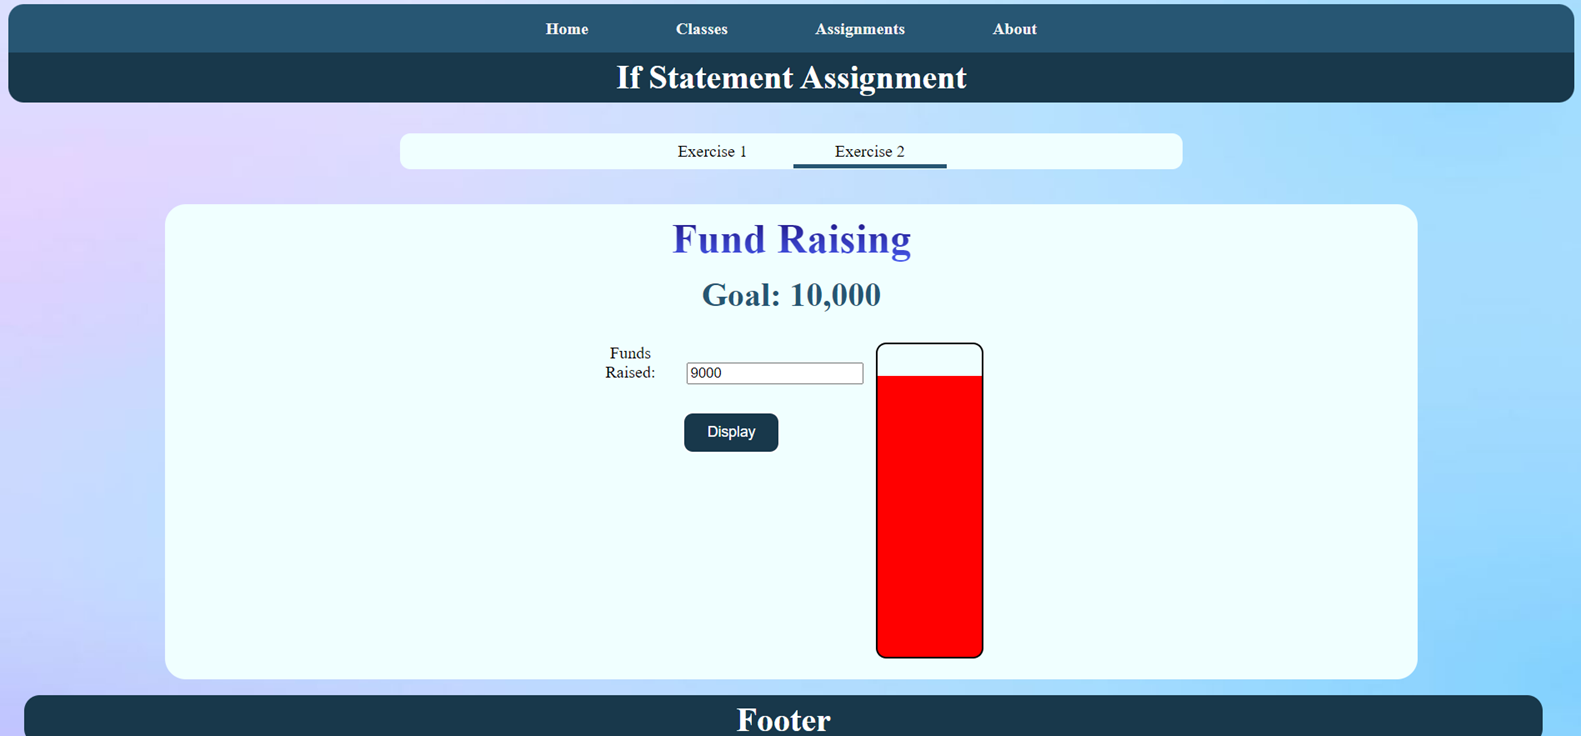 Home Classes Assignments About
If Statement Assignment
Exercise 1 Exercise 2
Fund Raising
Goal: 10,000
Funds
Raised:
9000
Display
Footer